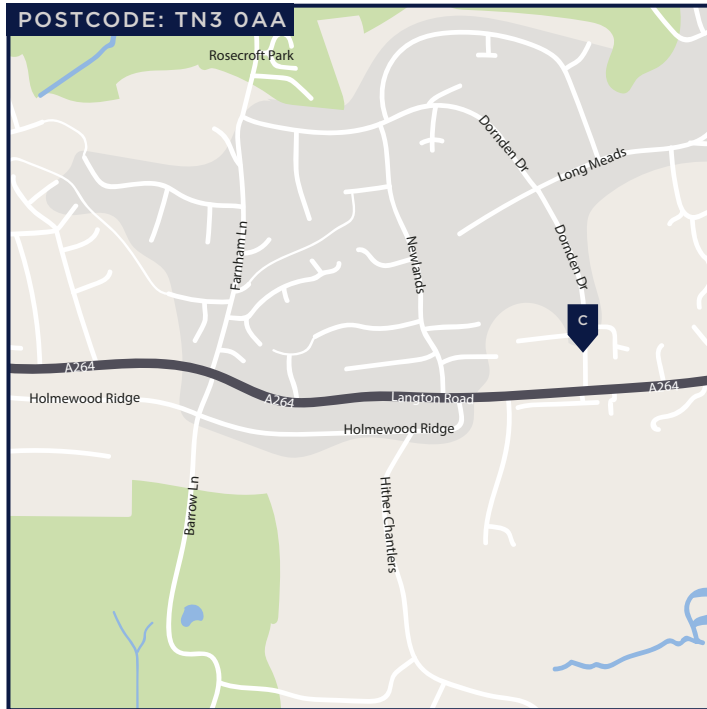 POSTCODE: TN3 0AA
Rosecroft Park
Dornden Dr
Long Meads
Farnham Ln
Newlands
Dornden Dr
C
A264
A264
Langton Road
A264
Holmewood Ridge
Holmewood Ridge
Barrow Ln
Hither Chantlers